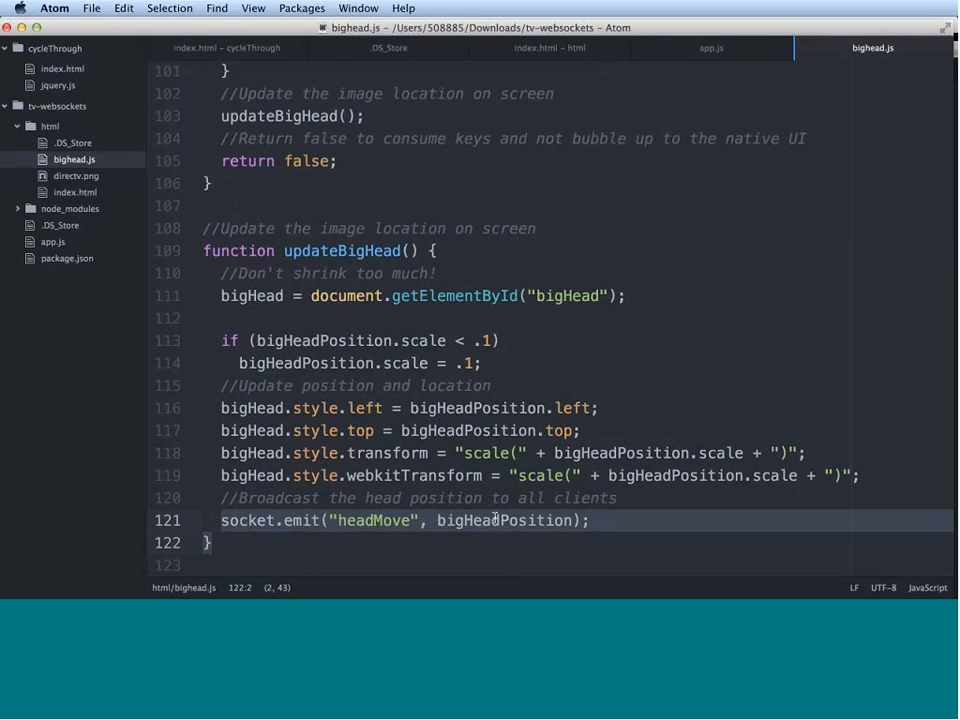 Atom File Edit View Selection Find Packages Window Help
bighead.js - /Users/508885/Downloads/tv-websockets - Atom
cycleThrough
index.html
jquery.js
tv-websockets
html
.DS_Store
bighead.js
directv.png
index.html
node_modules
.DS_Store
app.js
package.json
index.html - cycleThrough .DS_Store index.html - html app.js bighead.js
101 }
102 //Update the image location on screen
103 updateBigHead();
104 //Return false to consume keys and not bubble up to the native UI
105 return false;
106 }
107
108 //Update the image location on screen
109 function updateBigHead() {
110 //Don't shrink too much!
111 bigHead = document.getElementById("bigHead");
112
113 if (bigHeadPosition.scale < .1)
114 bigHeadPosition.scale = .1;
115 //Update position and location
116 bigHead.style.left = bigHeadPosition.left;
117 bigHead.style.top = bigHeadPosition.top;
118 bigHead.style.transform = "scale(" + bigHeadPosition.scale + ")";
119 bigHead.style.webkitTransform = "scale(" + bigHeadPosition.scale + ")";
120 //Broadcast the head position to all clients
121 socket.emit("headMove", bigHeadPosition);
122 }
123
html/bighead.js 122:2 (2, 43) LF UTF-8 JavaScript